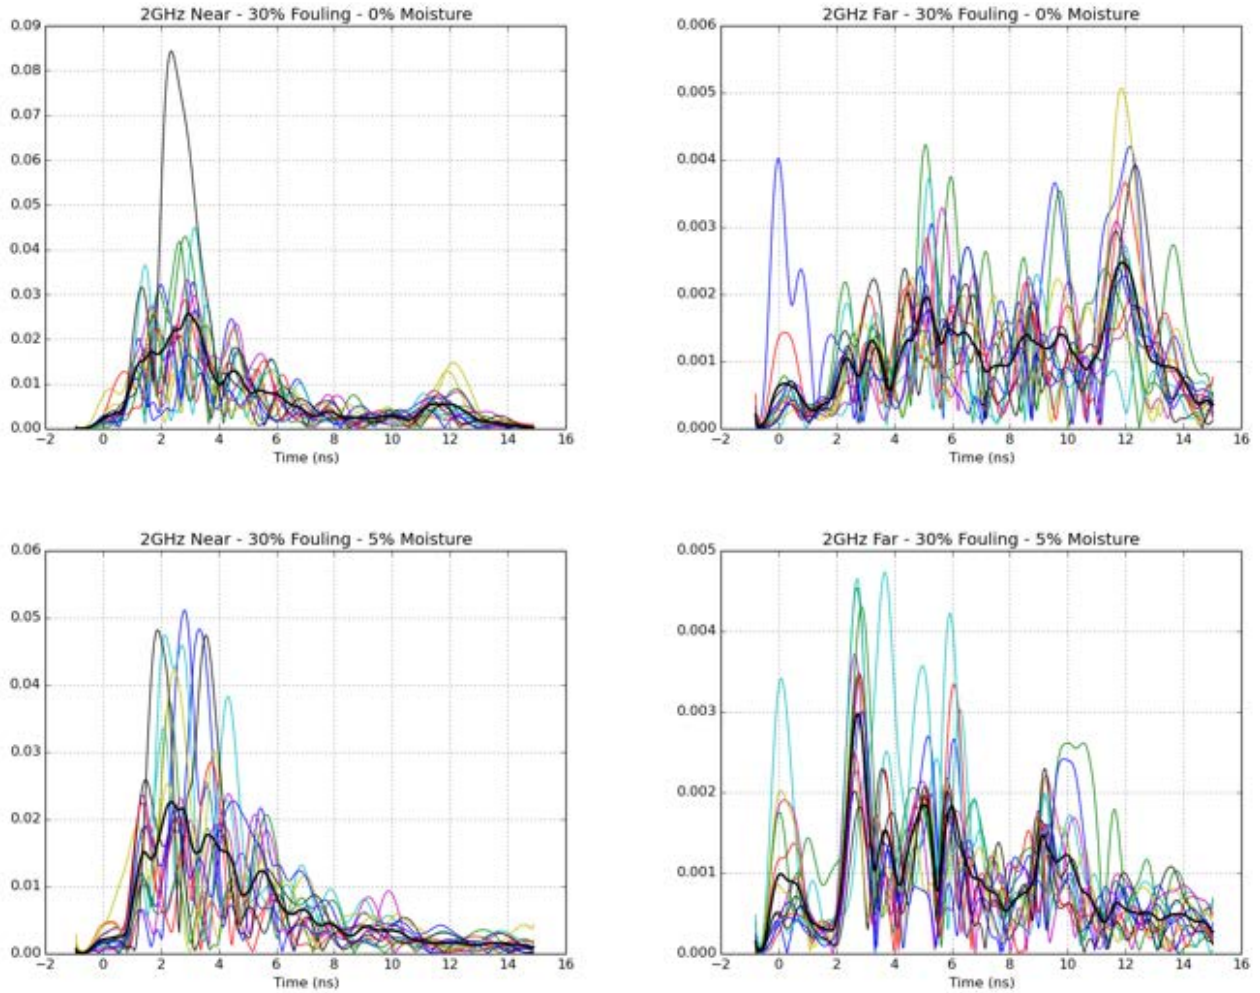 2GHz Near - 30% Fouling - 0% Moisture
0.09
0.08
0.07
0.06
0.05
0.04
0.03
0.02
0.01
0.00
−2 0 2 4 6 8 10 12 14 16
Time (ns)
2GHz Far - 30% Fouling - 0% Moisture
0.006
0.005
0.004
0.003
0.002
0.001
0.000
−2 0 2 4 6 8 10 12 14 16
Time (ns)
2GHz Near - 30% Fouling - 5% Moisture
0.06
0.05
0.04
0.03
0.02
0.01
0.00
−2 0 2 4 6 8 10 12 14 16
Time (ns)
2GHz Far - 30% Fouling - 5% Moisture
0.005
0.004
0.003
0.002
0.001
0.000
−2 0 2 4 6 8 10 12 14 16
Time (ns)